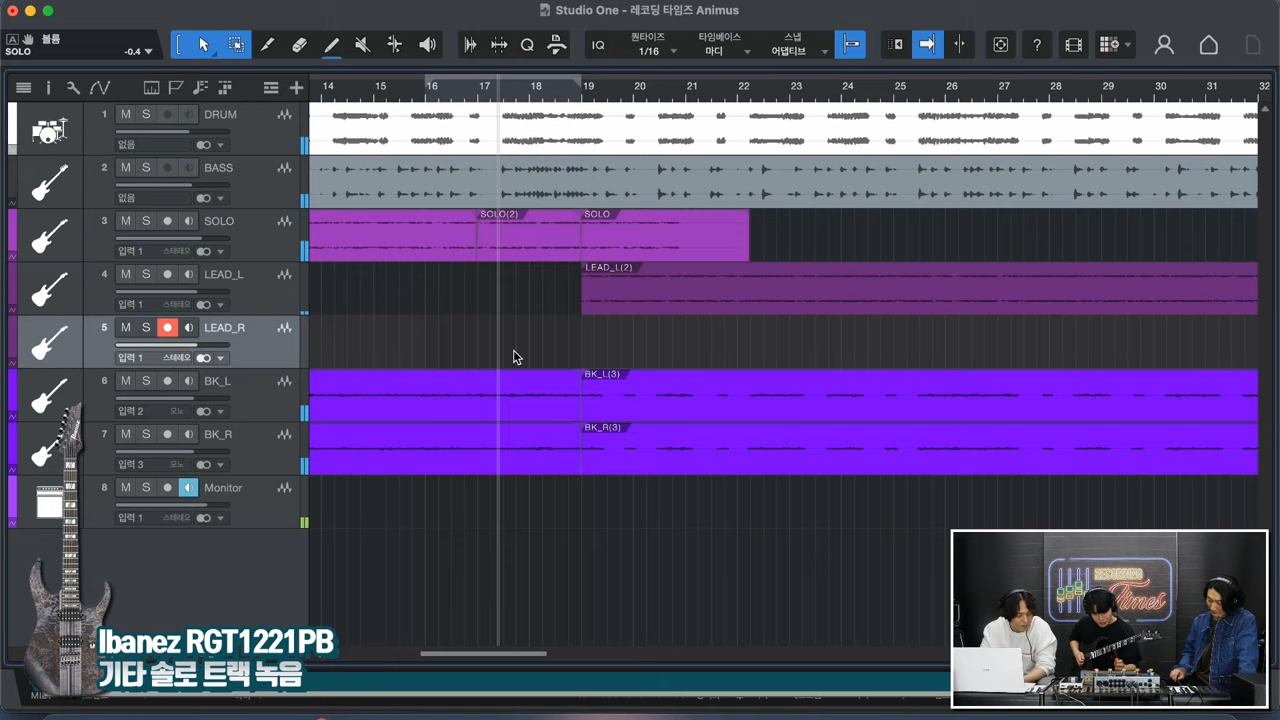 Studio One - 레코딩 타임즈 Animus
A 볼륨
SOLO -0.4
IQ 퀀타이즈 1/16 타임베이스 마디 스냅 어댑티브 ?
14 15 16 17 18 19 20 21 22 23 24 25 26 27 28 29 30 31 32
1 M S DRUM
없음
2 M S BASS
없음
3 M S SOLO SOLO(2) SOLO
입력 1 스테레오
4 M S LEAD_L LEAD_L(2)
입력 1 스테레오
5 M S LEAD_R
입력 1 스테레오
6 M S BK_L BK_L(3)
입력 2 모노
7 M S BK_R BK_R(3)
입력 3 모노
8 M S Monitor
입력 1 스테레오
RECORDING
Times
Ibanez RGT1221PB
기타 솔로 트랙 녹음